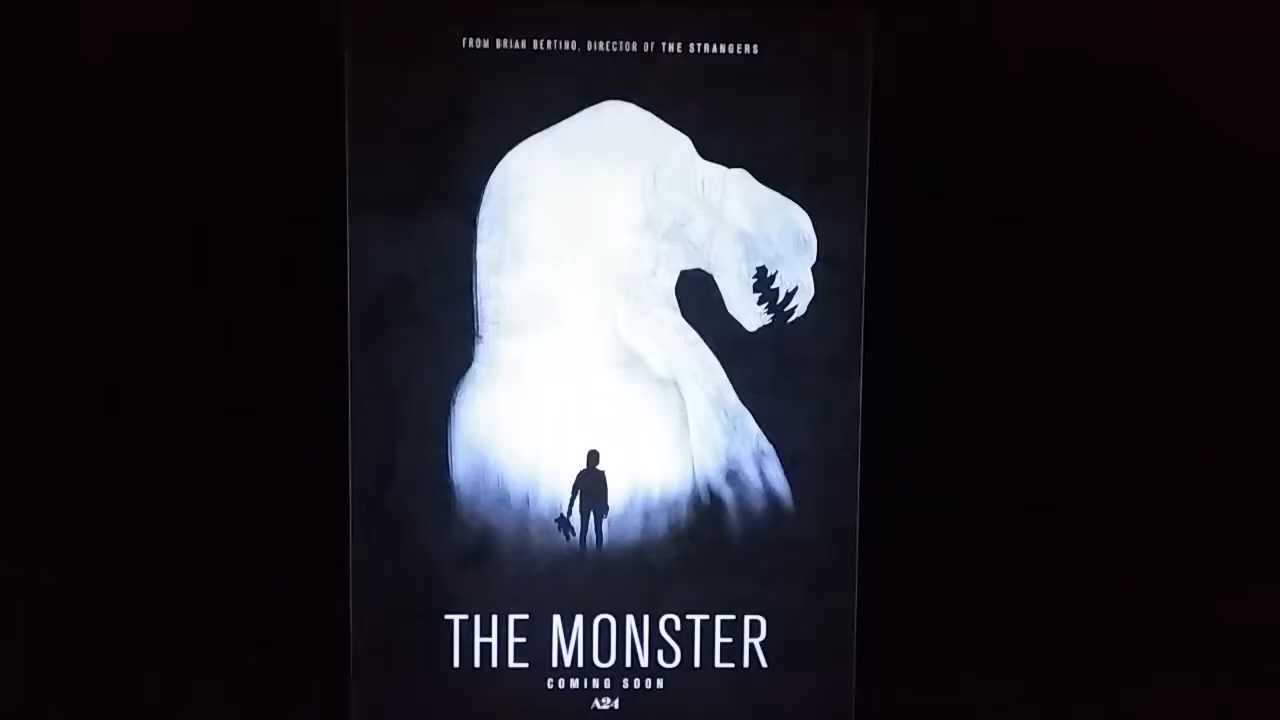 FROM BRIAN BERTINO, DIRECTOR OF THE STRANGERS
THE MONSTER
COMING SOON
A24